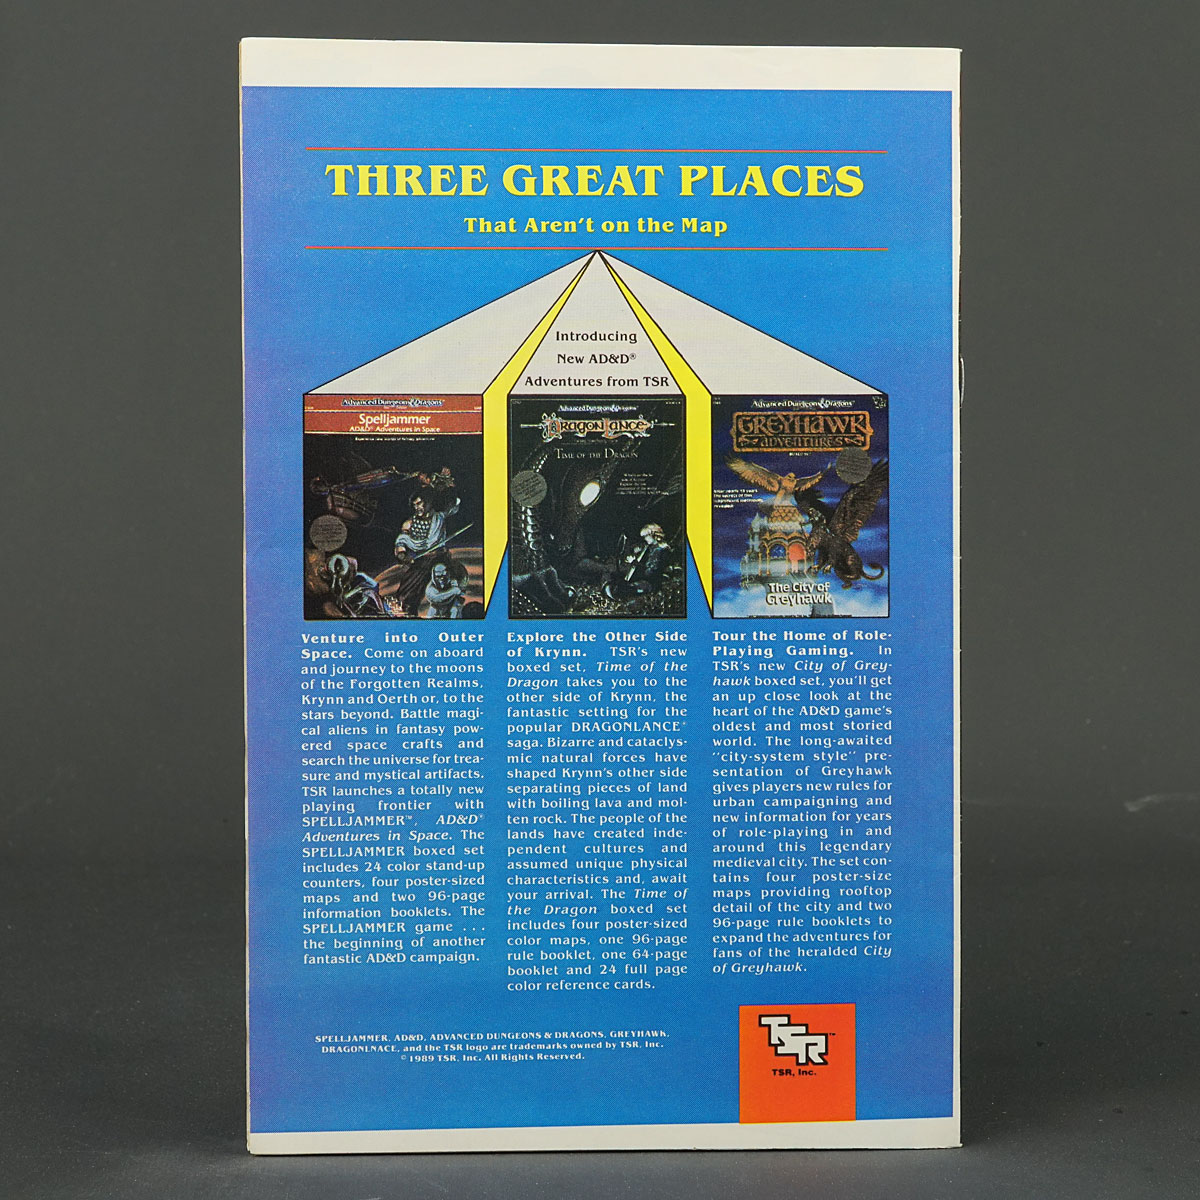 THREE GREAT PLACES
That Aren't on the Map
Introducing
New AD&D®
Adventures from TSR
Advanced Dungeons & Dragons
Spelljammer
AD&D® Adventures in Space
Advanced Dungeons & Dragons
DRAGONLANCE
TIME OF THE DRAGON
Advanced Dungeons & Dragons
GREYHAWK
ADVENTURES
The City of
Greyhawk
Venture into Outer
Space. Come on aboard
and journey to the moons
of the Forgotten Realms,
Krynn and Oerth or, to the
stars beyond. Battle magi-
cal aliens in fantasy pow-
ered space crafts and
search the universe for trea-
sure and mystical artifacts.
TSR launches a totally new
playing frontier with
SPELLJAMMER™, AD&D®
Adventures in Space. The
SPELLJAMMER boxed set
includes 24 color stand-up
counters, four poster-sized
maps and two 96-page
information booklets. The
SPELLJAMMER game . . .
the beginning of another
fantastic AD&D campaign.
Explore the Other Side
of Krynn. TSR's new
boxed set, Time of the
Dragon takes you to the
other side of Krynn, the
fantastic setting for the
popular DRAGONLANCE®
saga. Bizarre and cataclys-
mic natural forces have
shaped Krynn's other side
separating pieces of land
with boiling lava and mol-
ten rock. The people of the
lands have created inde-
pendent cultures and
assumed unique physical
characteristics and, await
your arrival. The Time of
the Dragon boxed set
includes four poster-sized
color maps, one 96-page
rule booklet, one 64-page
booklet and 24 full page
color reference cards.
Tour the Home of Role-
Playing Gaming. In
TSR's new City of Grey-
hawk boxed set, you'll get
an up close look at the
heart of the AD&D game's
oldest and most storied
world. The long-awaited
"city-system style" pre-
sentation of Greyhawk
gives players new rules for
urban campaigning and
new information for years
of role-playing in and
around this legendary
medieval city. The set con-
tains four poster-size
maps providing rooftop
detail of the city and two
96-page rule booklets to
expand the adventures for
fans of the heralded City
of Greyhawk.
SPELLJAMMER, AD&D, ADVANCED DUNGEONS & DRAGONS, GREYHAWK,
DRAGONLNACE, and the TSR logo are trademarks owned by TSR, Inc.
©1989 TSR, Inc. All Rights Reserved.
TSR™
TSR, Inc.